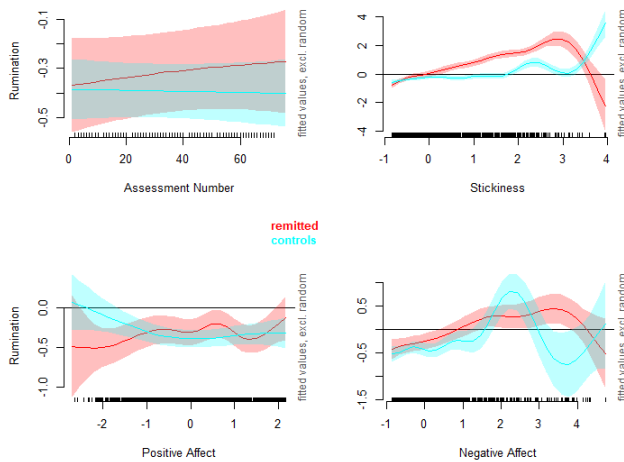 -0.1
-0.3
-0.5
Rumination
0
20
40
60
Assessment Number
fitted values, excl. random
4
2
0
-2
-4
-1
0
1
2
3
4
Stickiness
fitted values, excl. random
remitted
controls
0.0
-0.5
-1.0
Rumination
-2
-1
0
1
2
Positive Affect
fitted values, excl. random
0.5
-0.5
-1.5
-1
0
1
2
3
4
Negative Affect
fitted values, excl. random